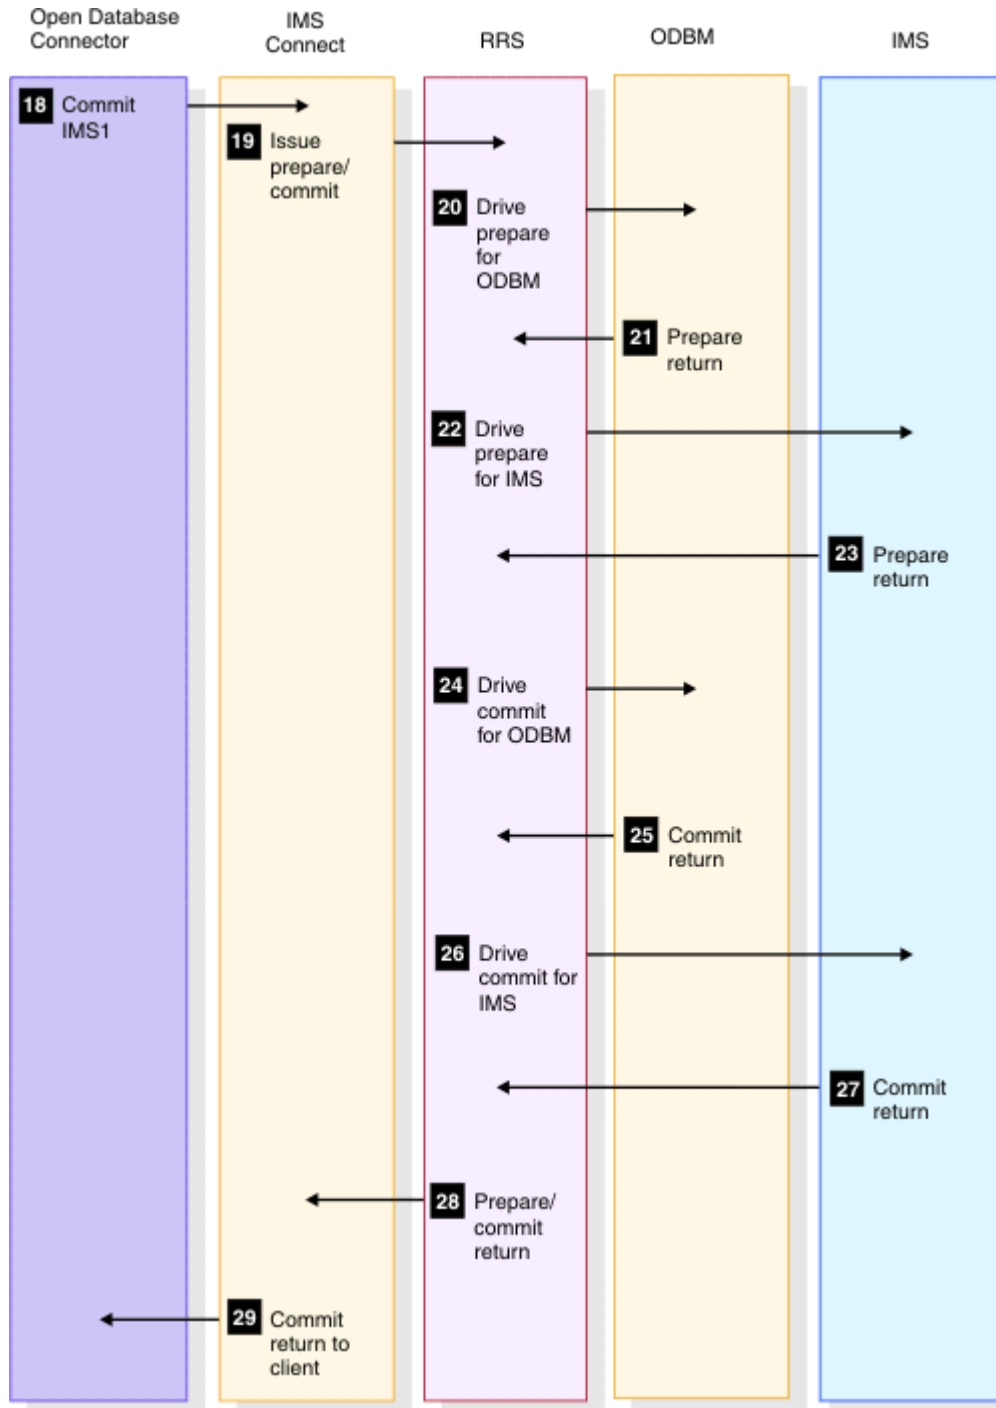 Open Database
Connector
IMS
Connect
RRS
ODBM
IMS
18 Commit
IMS1
19 Issue
prepare/
commit
20 Drive
prepare
for
ODBM
21 Prepare
return
22 Drive
prepare
for IMS
23 Prepare
return
24 Drive
commit
for ODBM
25 Commit
return
26 Drive
commit for
IMS
27 Commit
return
28 Prepare/
commit
return
29 Commit
return to
client